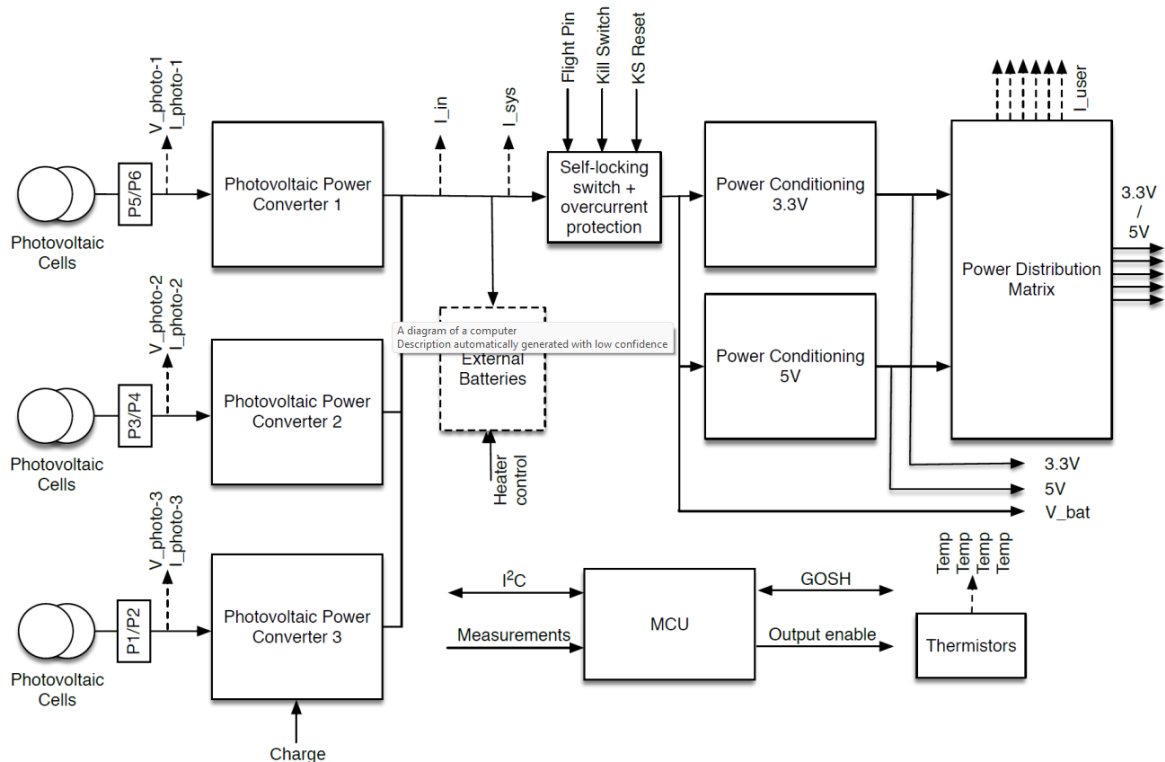 V_photo-1
I_photo-1
I_in
I_sys
Flight Pin
Kill Switch
KS Reset
I_user
P5/P6
Photovoltaic
Cells
Photovoltaic Power
Converter 1
Self-locking
switch +
overcurrent
protection
Power Conditioning
3.3V
Power Distribution
Matrix
3.3V
/
5V
V_photo-2
I_photo-2
P3/P4
Photovoltaic
Cells
Photovoltaic Power
Converter 2
A diagram of a computer
Description automatically generated with low confidence
External
Batteries
Heater
control
Power Conditioning
5V
3.3V
5V
V_bat
V_photo-3
I_photo-3
P1/P2
Photovoltaic
Cells
Photovoltaic Power
Converter 3
Charge
I²C
Measurements
MCU
GOSH
Output enable
Temp
Temp
Temp
Temp
Thermistors